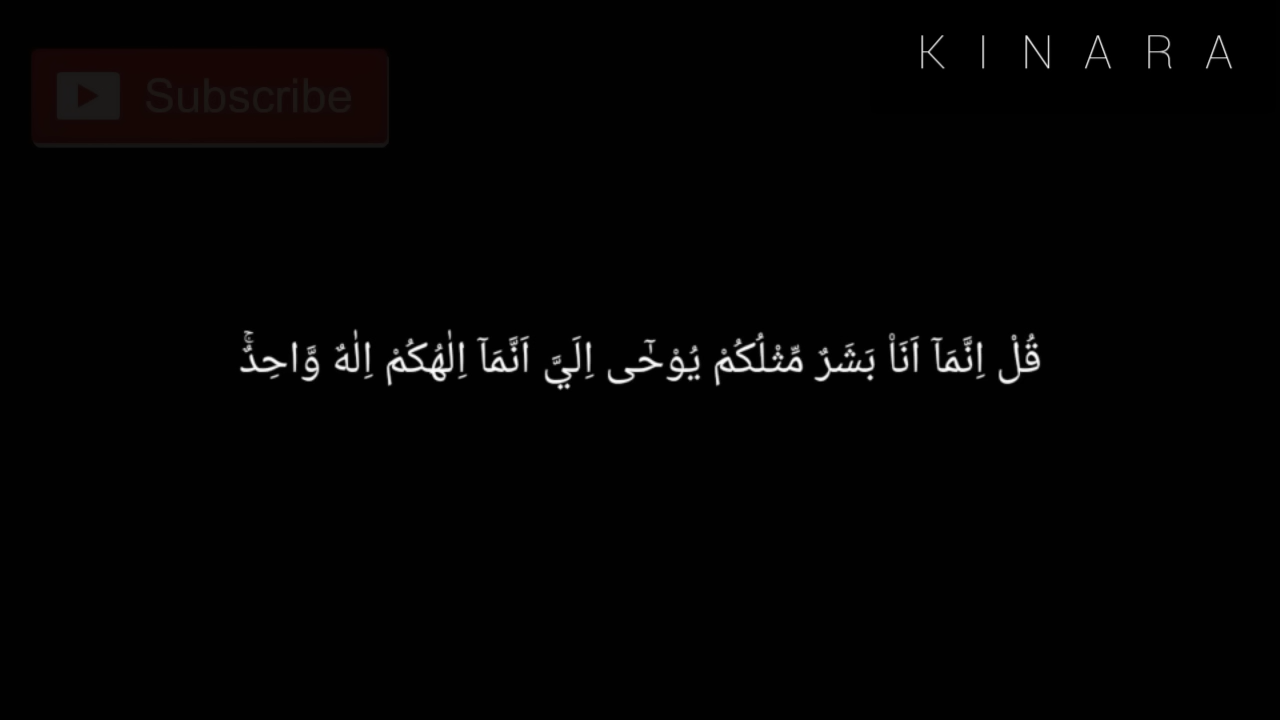 K I N A R A
Subscribe
قُلْ اِنَّمَآ اَنَا۠ بَشَرٌ مِّثْلُكُمْ يُوْحٰٓى اِلَيَّ اَنَّمَآ اِلٰهُكُمْ اِلٰهٌ وَّاحِدٌۚ